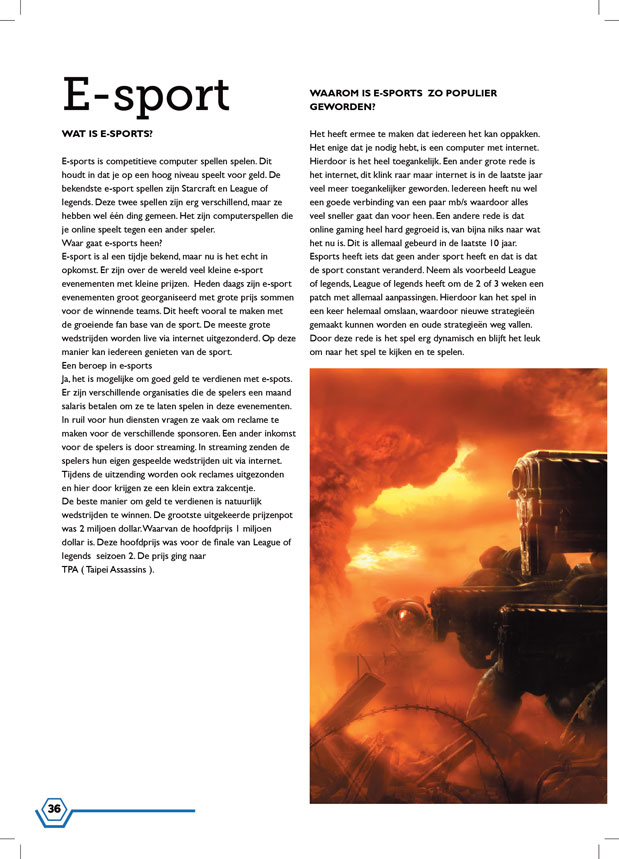 E-sport
WAT IS E-SPORTS?
E-sports is competitieve computer spellen spelen. Dit
houdt in dat je op een hoog niveau speelt voor geld. De
bekendste e-sport spellen zijn Starcraft en League of
legends. Deze twee spellen zijn erg verschillend, maar ze
hebben wel één ding gemeen. Het zijn computerspellen die
je online speelt tegen een ander speler.
Waar gaat e-sports heen?
E-sport is al een tijdje bekend, maar nu is het echt in
opkomst. Er zijn over de wereld veel kleine e-sport
evenementen met kleine prijzen. Heden daags zijn e-sport
evenementen groot georganiseerd met grote prijs sommen
voor de winnende teams. Dit heeft vooral te maken met
de groeiende fan base van de sport. De meeste grote
wedstrijden worden live via internet uitgezonderd. Op deze
manier kan iedereen genieten van de sport.
Een beroep in e-sports
Ja, het is mogelijke om goed geld te verdienen met e-spots.
Er zijn verschillende organisaties die de spelers een maand
salaris betalen om ze te laten spelen in deze evenementen.
In ruil voor hun diensten vragen ze vaak om reclame te
maken voor de verschillende sponsoren. Een ander inkomst
voor de spelers is door streaming. In streaming zenden de
spelers hun eigen gespeelde wedstrijden uit via internet.
Tijdens de uitzending worden ook reclames uitgezonden
en hier door krijgen ze een klein extra zakcentje.
De beste manier om geld te verdienen is natuurlijk
wedstrijden te winnen. De grootste uitgekeerde prijzenpot
was 2 miljoen dollar. Waarvan de hoofdprijs 1 miljoen
dollar is. Deze hoofdprijs was voor de finale van League of
legends seizoen 2. De prijs ging naar
TPA ( Taipei Assassins ).
WAAROM IS E-SPORTS ZO POPULIER
GEWORDEN?
Het heeft ermee te maken dat iedereen het kan oppakken.
Het enige dat je nodig hebt, is een computer met internet.
Hierdoor is het heel toegankelijk. Een ander grote rede is
het internet, dit klink raar maar internet is in de laatste jaar
veel meer toegankelijker geworden. Iedereen heeft nu wel
een goede verbinding van een paar mb/s waardoor alles
veel sneller gaat dan voor heen. Een andere rede is dat
online gaming heel hard gegroeid is, van bijna niks naar wat
het nu is. Dit is allemaal gebeurd in de laatste 10 jaar.
Esports heeft iets dat geen ander sport heeft en dat is dat
de sport constant veranderd. Neem als voorbeeld League
of legends, League of legends heeft om de 2 of 3 weken een
patch met allemaal aanpassingen. Hierdoor kan het spel in
een keer helemaal omslaan, waardoor nieuwe strategieën
gemaakt kunnen worden en oude strategieën weg vallen.
Door deze rede is het spel erg dynamisch en blijft het leuk
om naar het spel te kijken en te spelen.
36